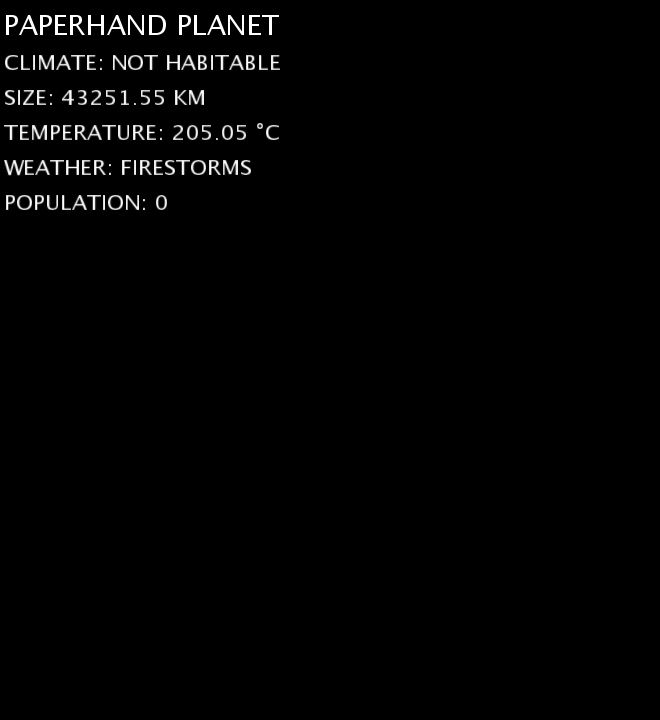 PAPERHAND PLANET
CLIMATE: NOT HABITABLE
SIZE: 43251.55 KM
TEMPERATURE: 205.05 °C
WEATHER: FIRESTORMS
POPULATION: 0